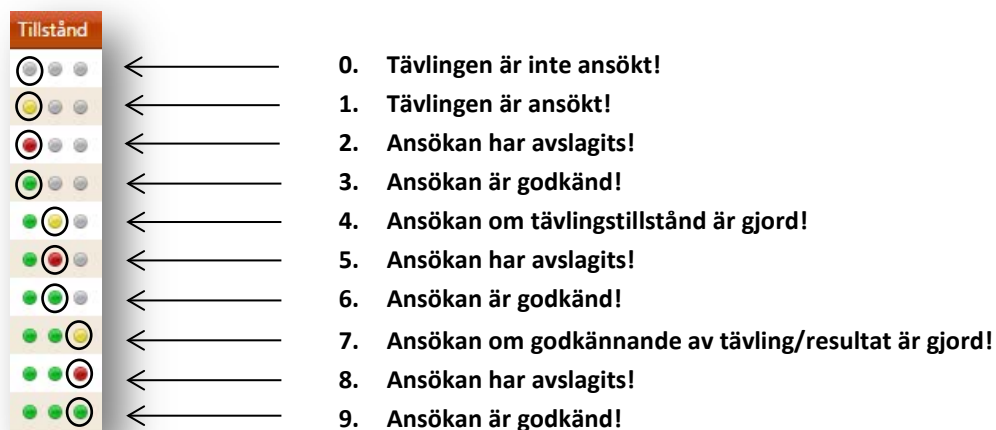 Tillstånd
0. Tävlingen är inte ansökt!
1. Tävlingen är ansökt!
2. Ansökan har avslagits!
3. Ansökan är godkänd!
4. Ansökan om tävlingstillstånd är gjord!
5. Ansökan har avslagits!
6. Ansökan är godkänd!
7. Ansökan om godkännande av tävling/resultat är gjord!
8. Ansökan har avslagits!
9. Ansökan är godkänd!